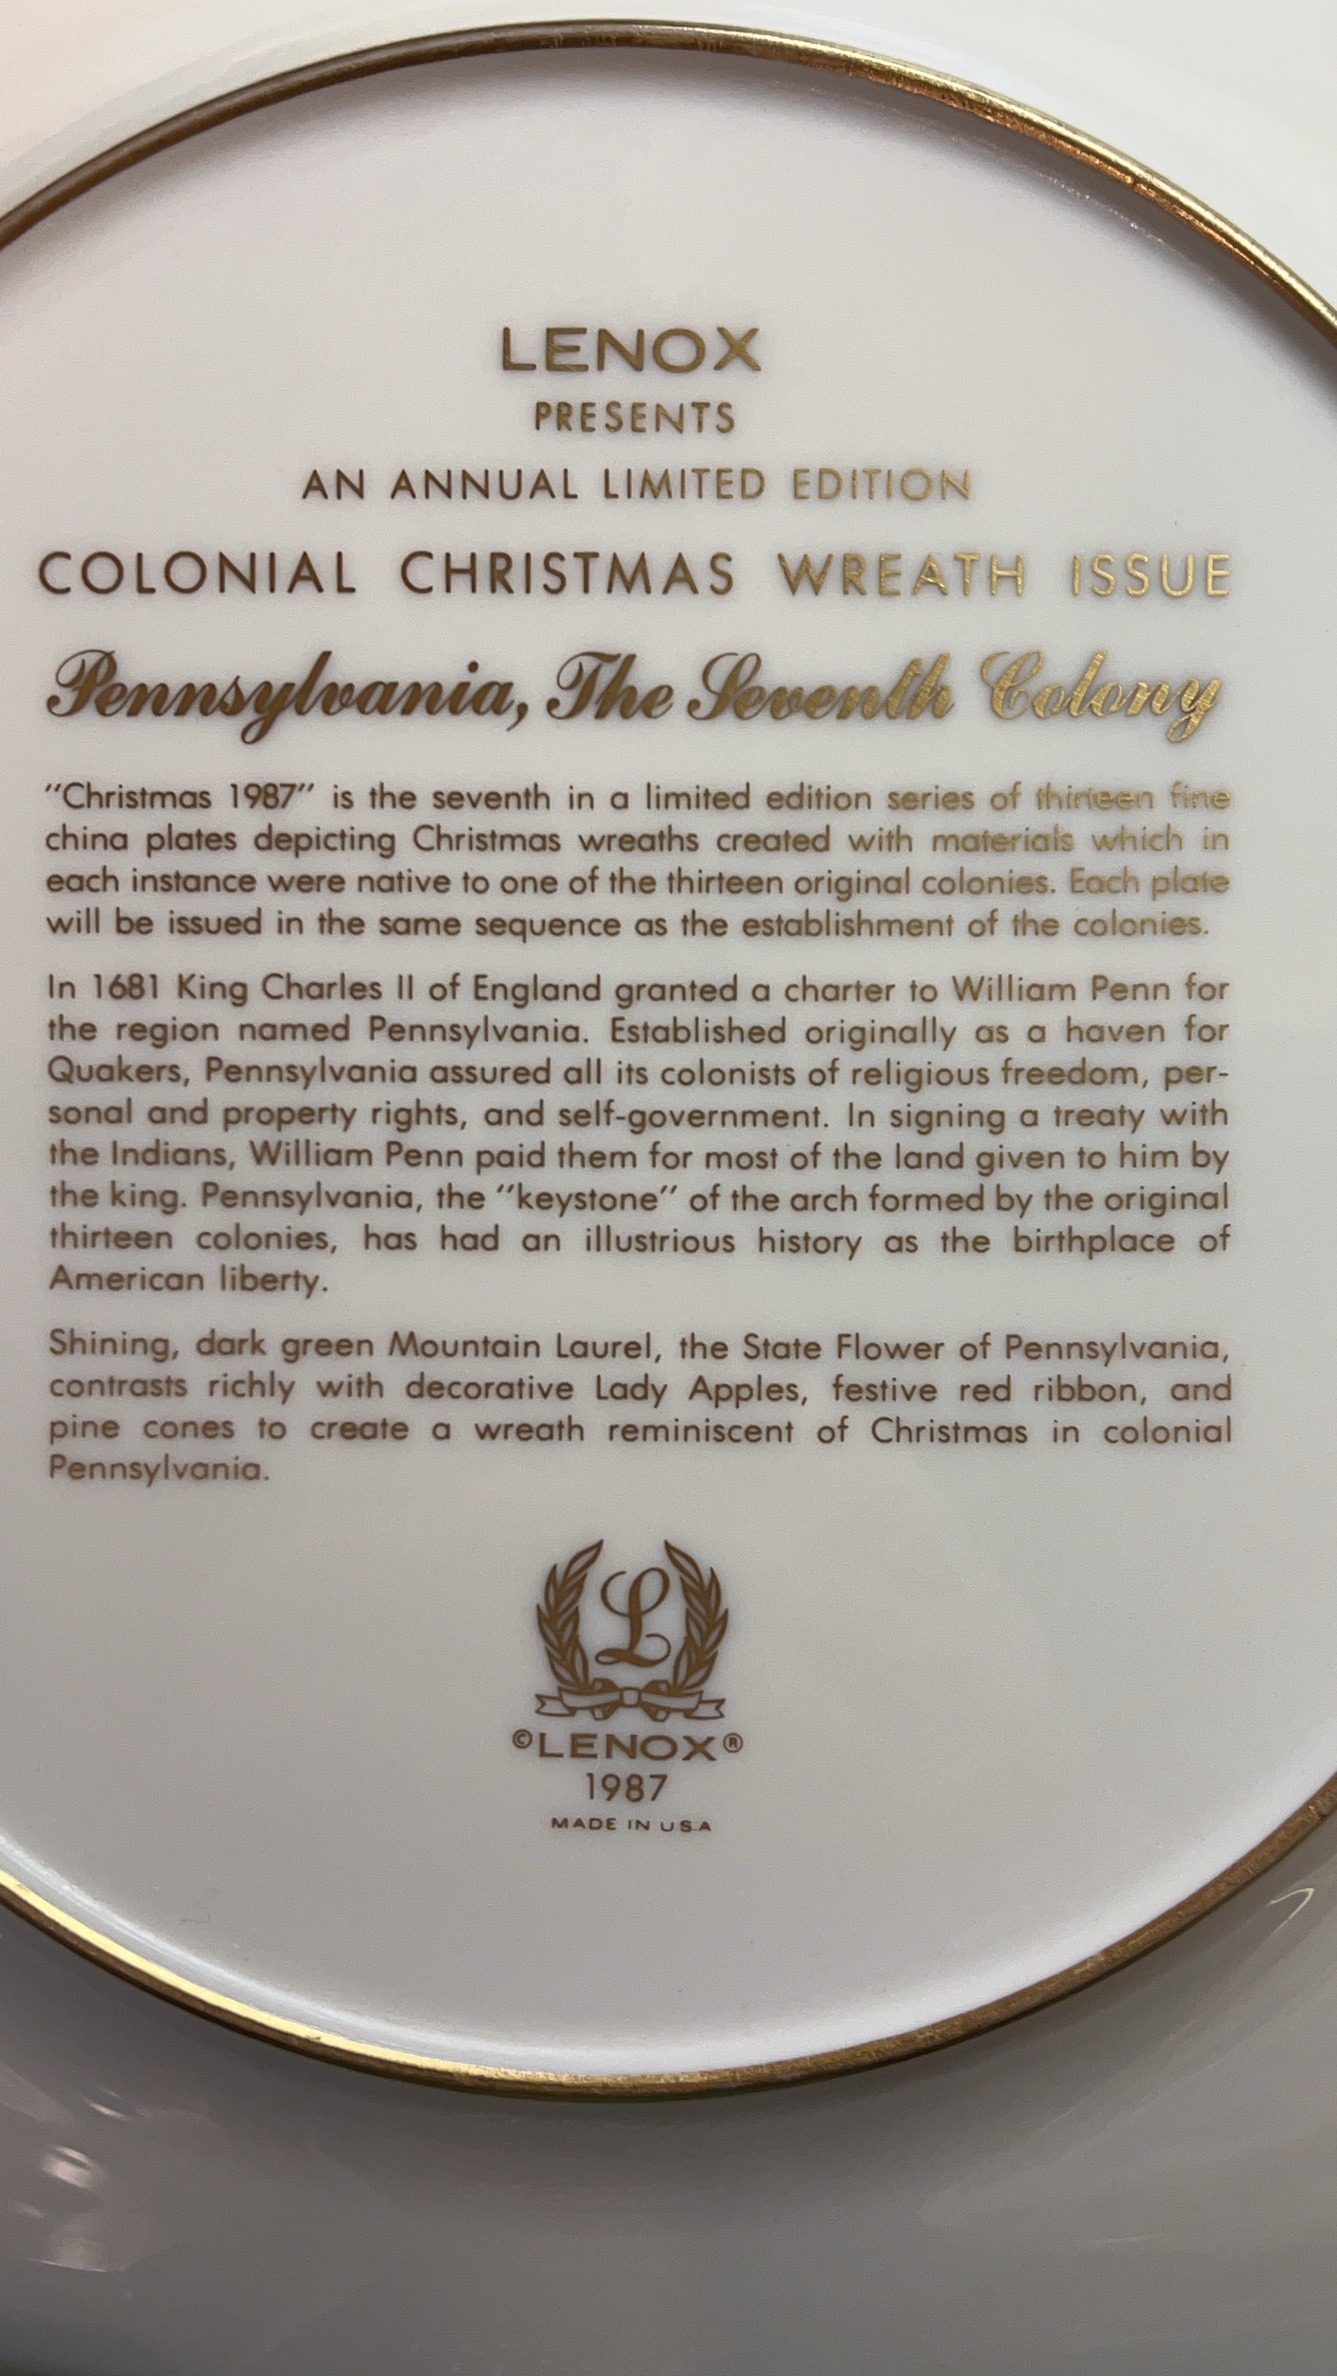 LENOX
PRESENTS
AN ANNUAL LIMITED EDITION
COLONIAL CHRISTMAS WREATH ISSUE
Pennsylvania, The Seventh Colony
"Christmas 1987" is the seventh in a limited edition series of thirteen fine
china plates depicting Christmas wreaths created with materials which in
each instance were native to one of the thirteen original colonies. Each plate
will be issued in the same sequence as the establishment of the colonies.
In 1681 King Charles II of England granted a charter to William Penn for
the region named Pennsylvania. Established originally as a haven for
Quakers, Pennsylvania assured all its colonists of religious freedom, per-
sonal and property rights, and self-government. In signing a treaty with
the Indians, William Penn paid them for most of the land given to him by
the king. Pennsylvania, the "keystone" of the arch formed by the original
thirteen colonies, has had an illustrious history as the birthplace of
American liberty.
Shining, dark green Mountain Laurel, the State Flower of Pennsylvania,
contrasts richly with decorative Lady Apples, festive red ribbon, and
pine cones to create a wreath reminiscent of Christmas in colonial
Pennsylvania.
L
©LENOX®
1987
MADE IN U.S.A